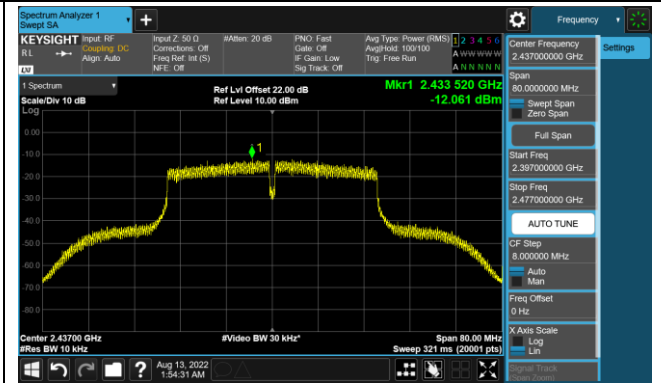 Spectrum Analyzer 1
Swept SA
+
Frequency
KEYSIGHT
RL
LXI
Input: RF
Coupling: DC
Align: Auto
Input Z: 50 Ω
Corrections: Off
Freq Ref: Int (S)
NFE: Off
#Atten: 20 dB
PNO: Fast
Gate: Off
IF Gain: Low
Sig Track: Off
Avg Type: Power (RMS)
Avg|Hold: 100/100
Trig: Free Run
1 2 3 4 5 6
A W W W W W
A N N N N N
1 Spectrum
Scale/Div 10 dB
Log
Ref Lvl Offset 22.00 dB
Ref Level 10.00 dBm
Mkr1 2.433 520 GHz
-12.061 dBm
0.00
-10.0
-20.0
-30.0
-40.0
-50.0
-60.0
-70.0
-80.0
1
Center 2.43700 GHz
#Res BW 10 kHz
#Video BW 30 kHz*
Span 80.00 MHz
Sweep 321 ms (20001 pts)
?
Aug 13, 2022
1:54:31 AM
Center Frequency
2.437000000 GHz
Settings
Span
80.0000000 MHz
Swept Span
Zero Span
Full Span
Start Freq
2.397000000 GHz
Stop Freq
2.477000000 GHz
AUTO TUNE
CF Step
8.000000 MHz
Auto
Man
Freq Offset
0 Hz
X Axis Scale
Log
Lin
Signal Track
(Span Zoom)